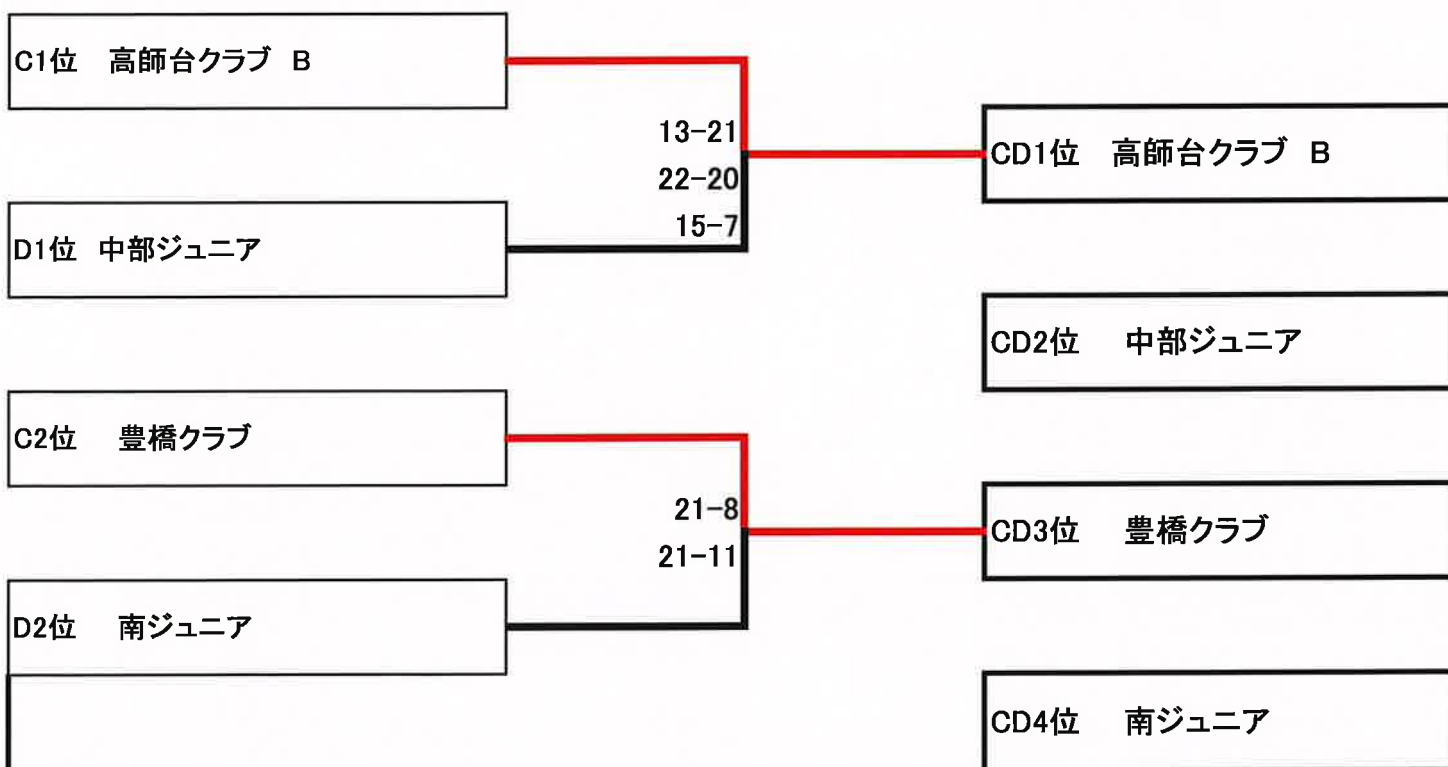 C1位 高師台クラブ B
13-21
22-20
15-7
D1位 中部ジュニア
CD1位 高師台クラブ B
CD2位 中部ジュニア
C2位 豊橋クラブ
21-8
21-11
D2位 南ジュニア
CD3位 豊橋クラブ
CD4位 南ジュニア